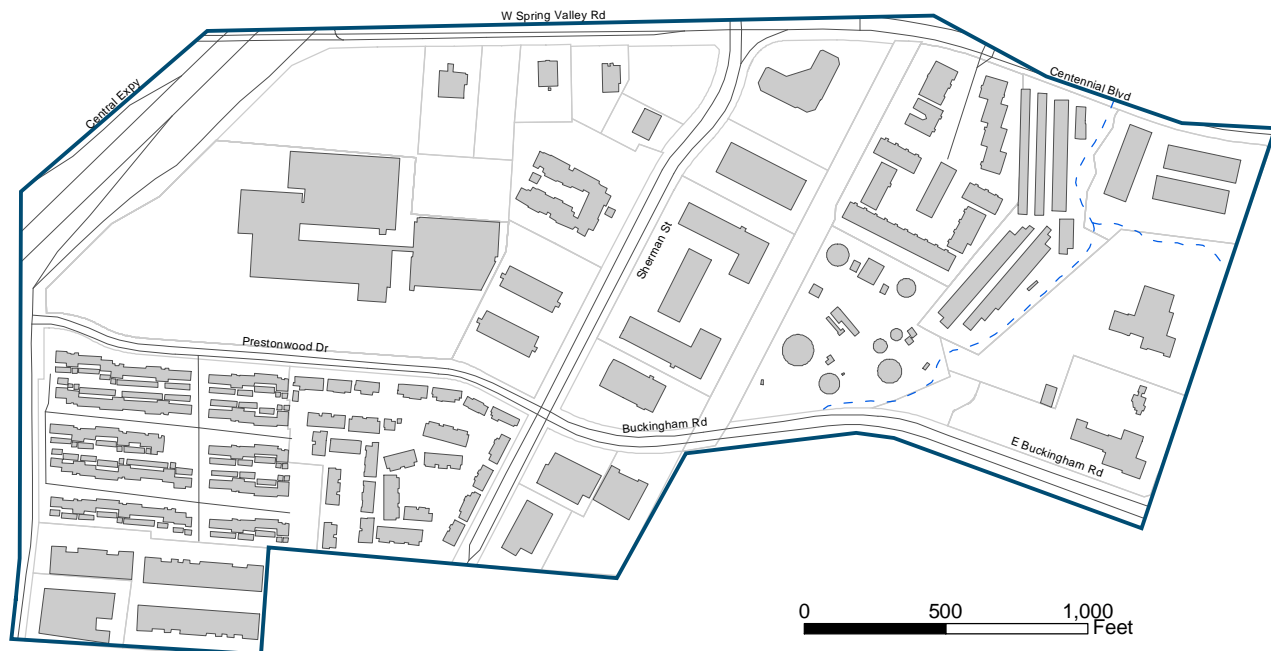 W Spring Valley Rd
Central Expy
Centennial Blvd
Sherman St
Prestonwood Dr
Buckingham Rd
E Buckingham Rd
0 500 1,000
Feet